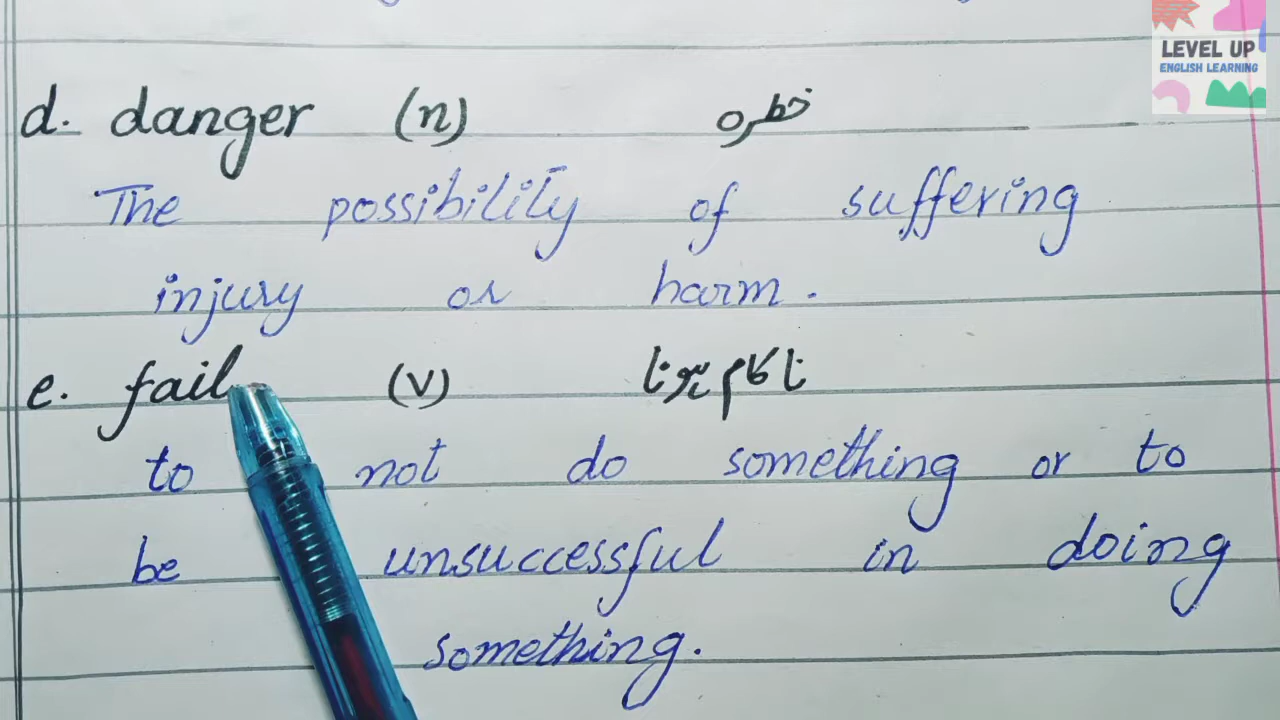 LEVEL UP
ENGLISH LEARNING
d. danger (n) خطرہ
The possibility of suffering
injury or harm.
e. fail (v) ناکام ہونا
to not do something or to
be unsuccessful in doing
something.